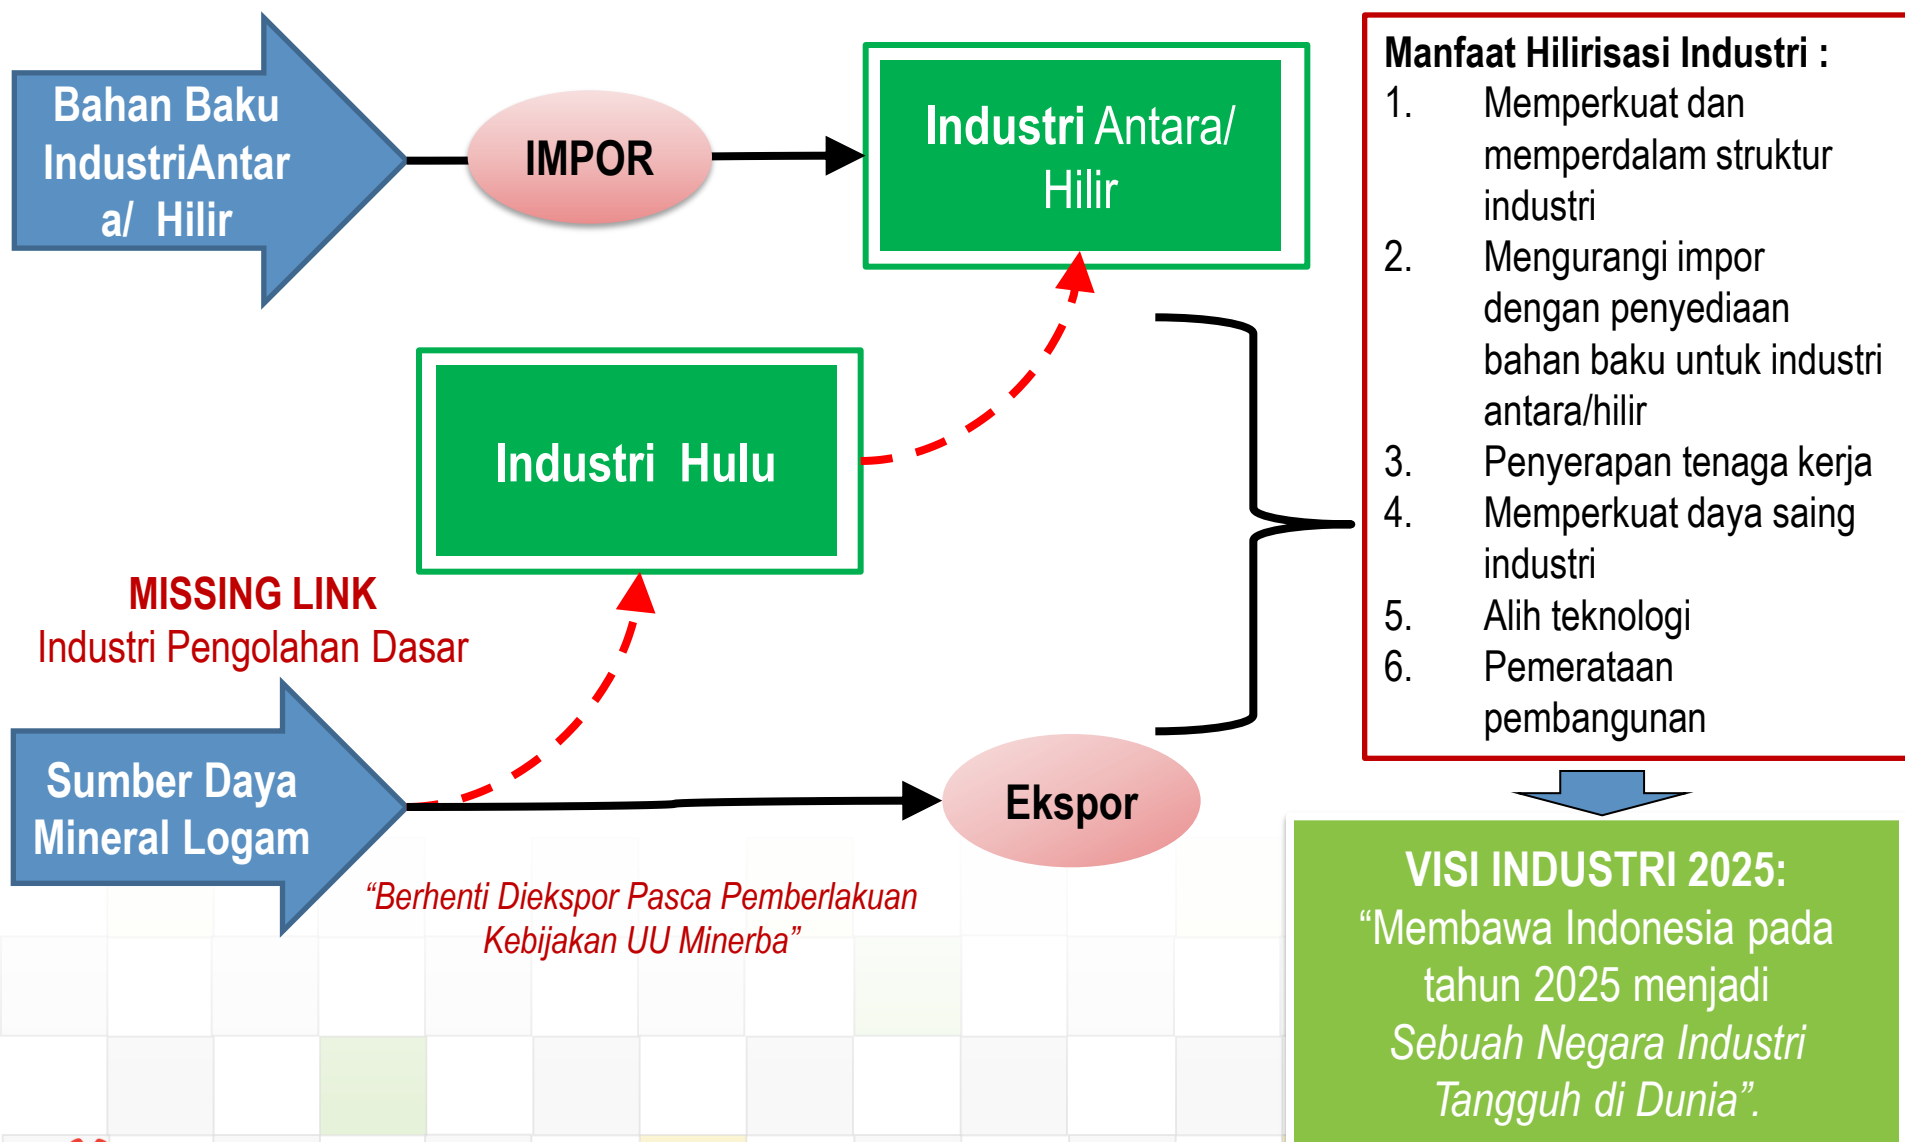 Bahan Baku
IndustriAntar
a/ Hilir
IMPOR
Industri Antara/
Hilir
Industri Hulu
MISSING LINK
Industri Pengolahan Dasar
Sumber Daya
Mineral Logam
Ekspor
“Berhenti Diekspor Pasca Pemberlakuan
Kebijakan UU Minerba”
Manfaat Hilirisasi Industri :
1. Memperkuat dan
memperdalam struktur
industri
2. Mengurangi impor
dengan penyediaan
bahan baku untuk industri
antara/hilir
3. Penyerapan tenaga kerja
4. Memperkuat daya saing
industri
5. Alih teknologi
6. Pemerataan
pembangunan
VISI INDUSTRI 2025:
“Membawa Indonesia pada
tahun 2025 menjadi
Sebuah Negara Industri
Tangguh di Dunia”.